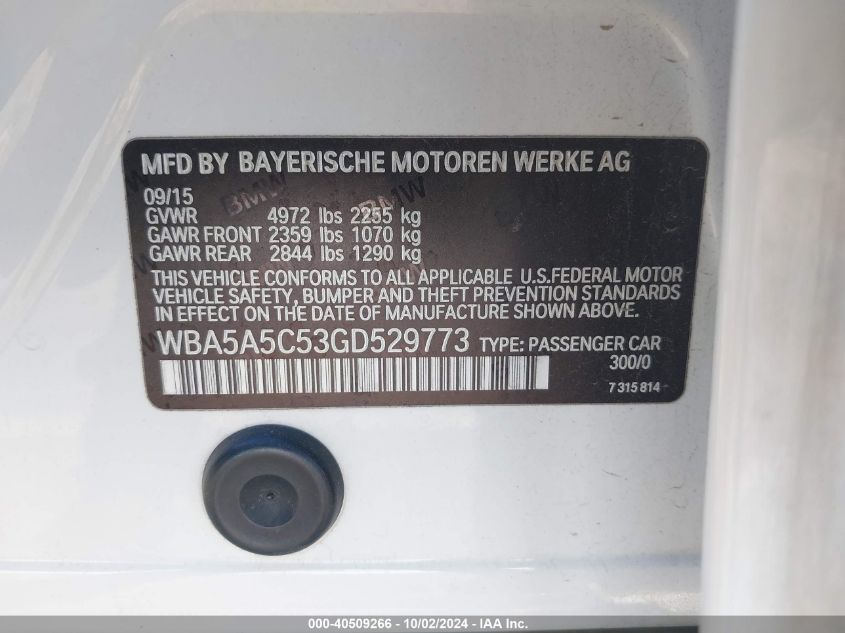 MFD BY BAYERISCHE MOTOREN WERKE AG
09/15
GVWR 4972 lbs 2255 kg
GAWR FRONT 2359 lbs 1070 kg
GAWR REAR 2844 lbs 1290 kg
THIS VEHICLE CONFORMS TO ALL APPLICABLE U.S.FEDERAL MOTOR
VEHICLE SAFETY, BUMPER AND THEFT PREVENTION STANDARDS
IN EFFECT ON THE DATE OF MANUFACTURE SHOWN ABOVE.
WBA5A5C53GD529773 TYPE: PASSENGER CAR
300/0
7 315 814
BMW
BMW
000-40509266 - 10/02/2024 - IAA Inc.